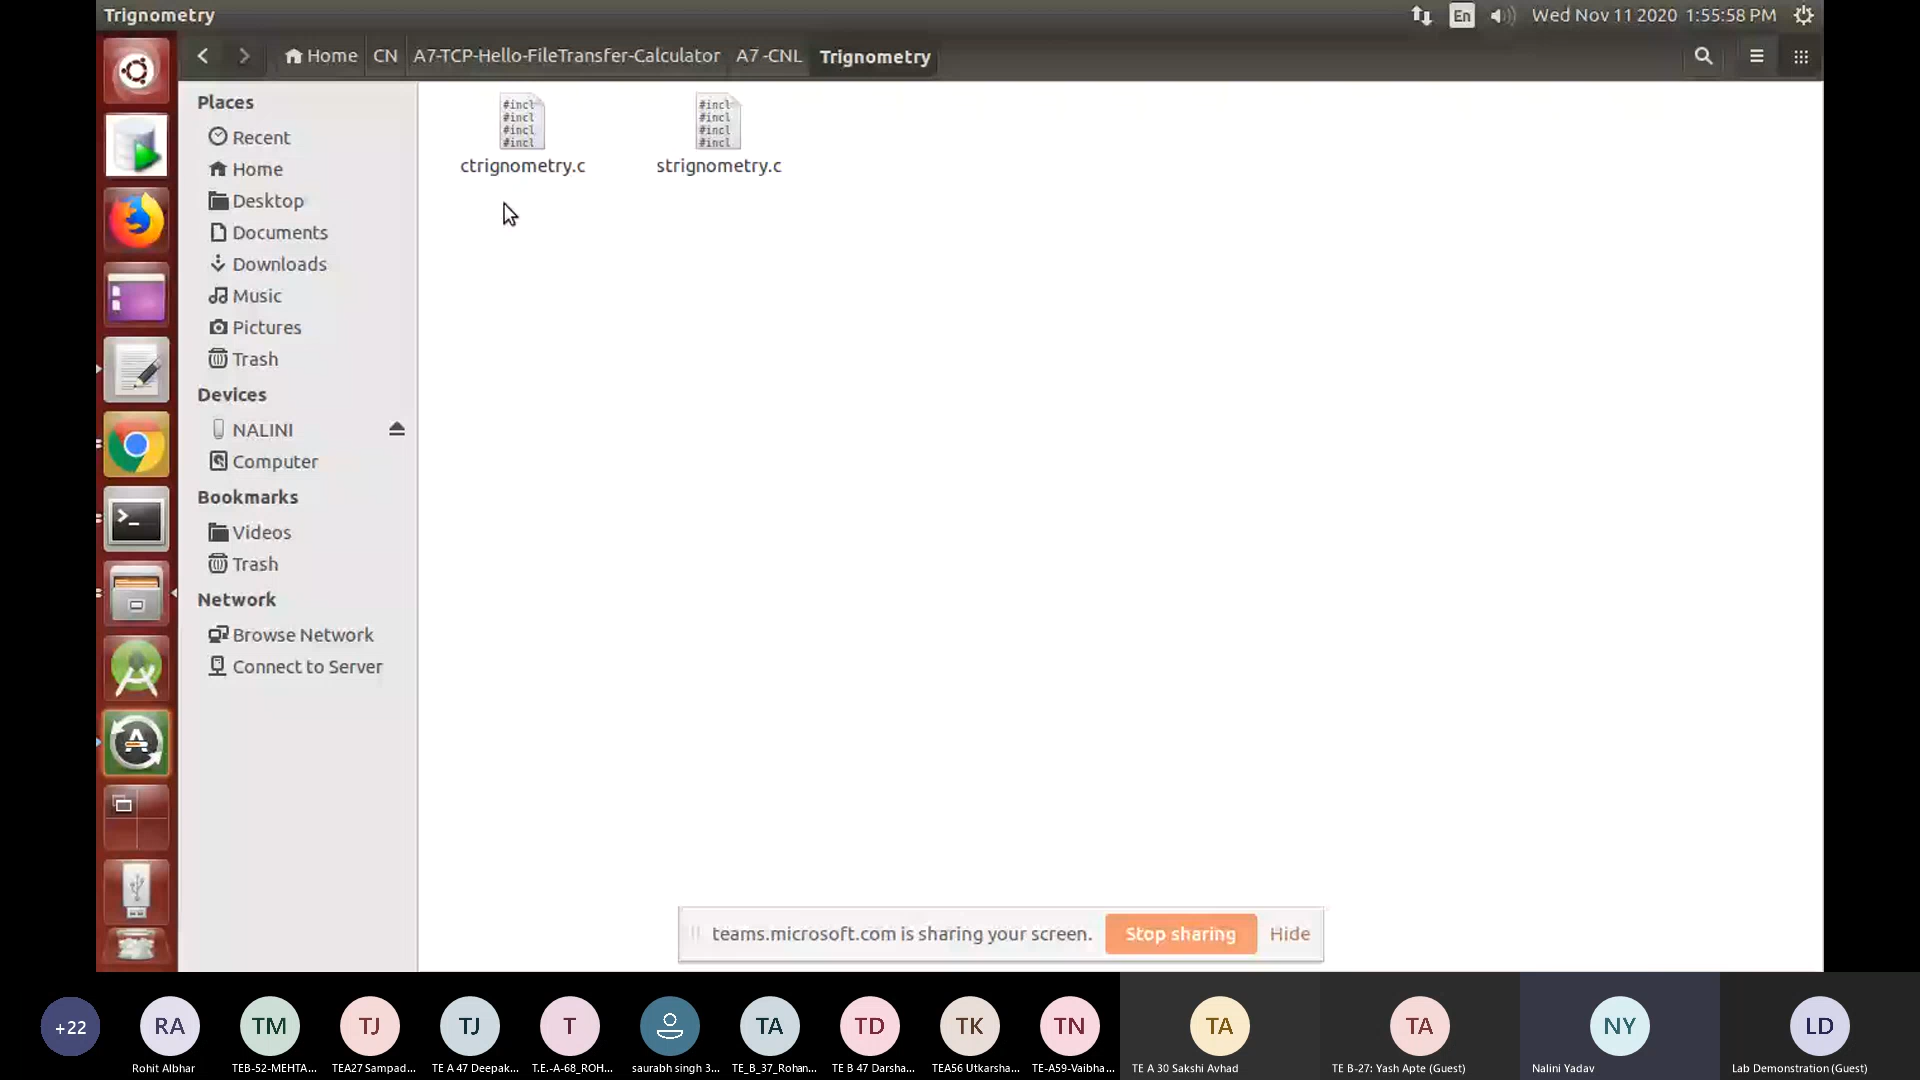 Trignometry
En
Wed Nov 11 2020 1:55:58 PM
Home
CN
A7-TCP-Hello-FileTransfer-Calculator
A7 -CNL
Trignometry
Places
Recent
Home
Desktop
Documents
Downloads
Music
Pictures
Trash
Devices
NALINI
Computer
Bookmarks
Videos
Trash
Network
Browse Network
Connect to Server
#incl
#incl
#incl
#incl
ctrignometry.c
#incl
#incl
#incl
#incl
strignometry.c
teams.microsoft.com is sharing your screen.
Stop sharing
Hide
+22
RA
Rohit Albhar
TM
TEB-52-MEHTA...
TJ
TEA27 Sampad...
TJ
TE A 47 Deepak...
T
T.E.-A-68_ROH...
saurabh singh 3...
TA
TE_B_37_Rohan...
TD
TE B 47 Darsha...
TK
TEA56 Utkarsha...
TN
TE-A59-Vaibha...
TA
TE A 30 Sakshi Avhad
TA
TE B-27: Yash Apte (Guest)
NY
Nalini Yadav
LD
Lab Demonstration (Guest)